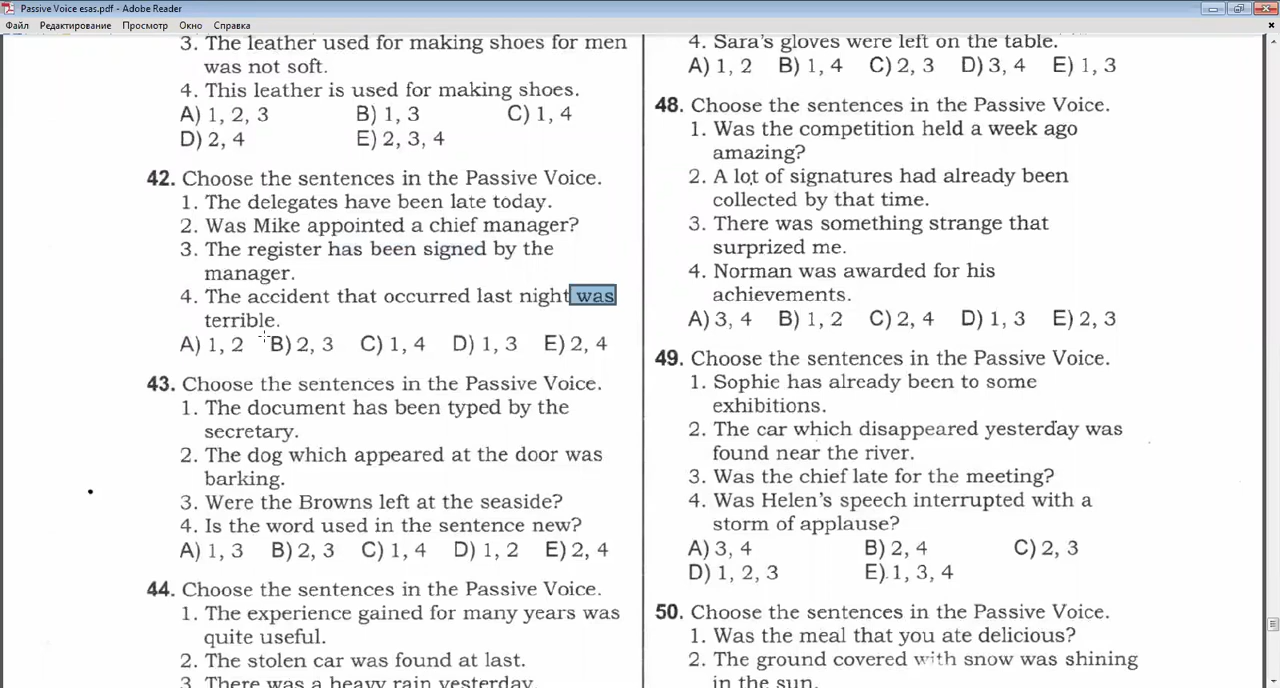 Passive Voice esas.pdf - Adobe Reader
Файл Редактирование Просмотр Окно Справка
3. The leather used for making shoes for men
was not soft.
4. This leather is used for making shoes.
A) 1, 2, 3 B) 1, 3 C) 1, 4
D) 2, 4 E) 2, 3, 4
42. Choose the sentences in the Passive Voice.
1. The delegates have been late today.
2. Was Mike appointed a chief manager?
3. The register has been signed by the
manager.
4. The accident that occurred last night was
terrible.
A) 1, 2 B) 2, 3 C) 1, 4 D) 1, 3 E) 2, 4
43. Choose the sentences in the Passive Voice.
1. The document has been typed by the
secretary.
2. The dog which appeared at the door was
barking.
3. Were the Browns left at the seaside?
4. Is the word used in the sentence new?
A) 1, 3 B) 2, 3 C) 1, 4 D) 1, 2 E) 2, 4
44. Choose the sentences in the Passive Voice.
1. The experience gained for many years was
quite useful.
2. The stolen car was found at last.
3. There was a heavy rain yesterday.
4. Sara's gloves were left on the table.
A) 1, 2 B) 1, 4 C) 2, 3 D) 3, 4 E) 1, 3
48. Choose the sentences in the Passive Voice.
1. Was the competition held a week ago
amazing?
2. A lot of signatures had already been
collected by that time.
3. There was something strange that
surprized me.
4. Norman was awarded for his
achievements.
A) 3, 4 B) 1, 2 C) 2, 4 D) 1, 3 E) 2, 3
49. Choose the sentences in the Passive Voice.
1. Sophie has already been to some
exhibitions.
2. The car which disappeared yesterday was
found near the river.
3. Was the chief late for the meeting?
4. Was Helen's speech interrupted with a
storm of applause?
A) 3, 4 B) 2, 4 C) 2, 3
D) 1, 2, 3 E) 1, 3, 4
50. Choose the sentences in the Passive Voice.
1. Was the meal that you ate delicious?
2. The ground covered with snow was shining
in the sun.